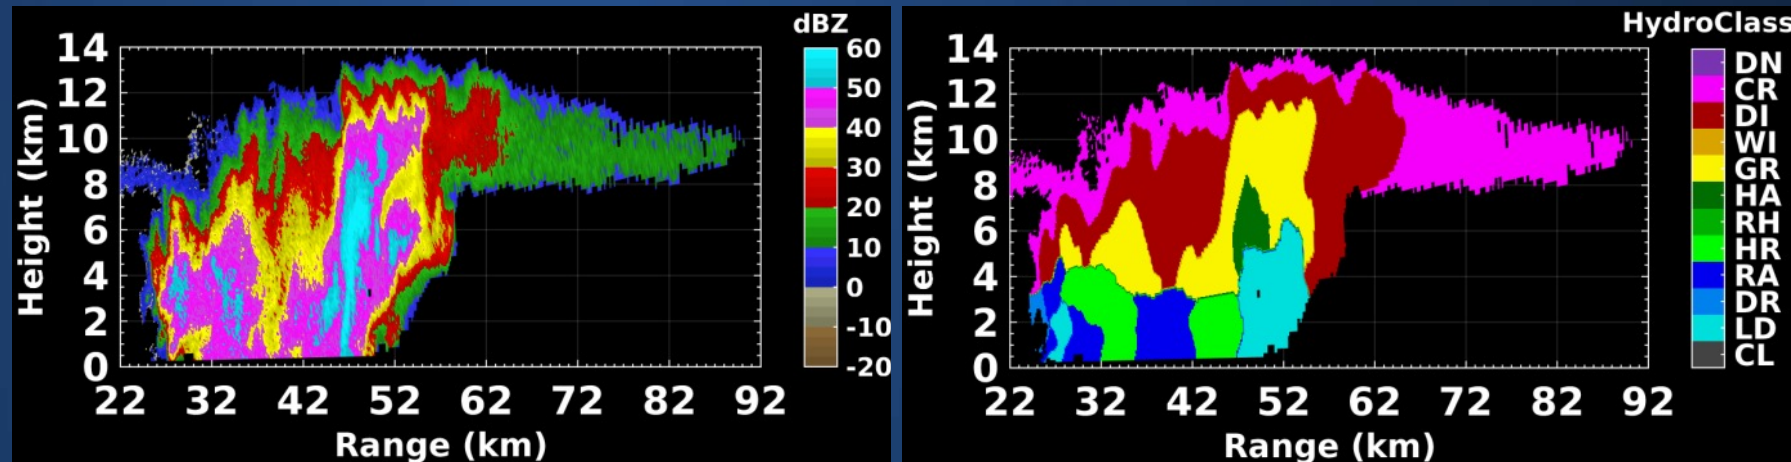 dBZ
14
12
10
8
6
4
2
0
Height (km)
22 32 42 52 62 72 82 92
Range (km)
60
50
40
30
20
10
0
-10
-20
HydroClass
14
12
10
8
6
4
2
0
Height (km)
22 32 42 52 62 72 82 92
Range (km)
DN
CR
DI
WI
GR
HA
RH
HR
RA
DR
LD
CL